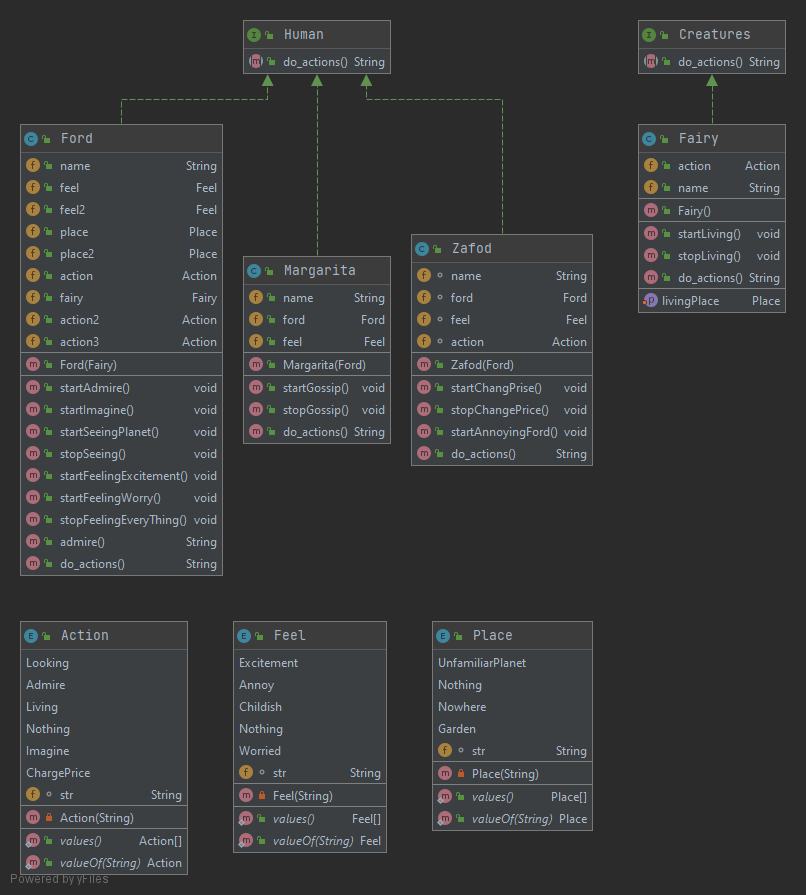 Human
do_actions() String
Creatures
do_actions() String
Ford
name String
feel Feel
feel2 Feel
place Place
place2 Place
action Action
fairy Fairy
action2 Action
action3 Action
Ford(Fairy)
startAdmire() void
startImagine() void
startSeeingPlanet() void
stopSeeing() void
startFeelingExcitement() void
startFeelingWorry() void
stopFeelingEveryThing() void
admire() String
do_actions() String
Margarita
name String
ford Ford
feel Feel
Margarita(Ford)
startGossip() void
stopGossip() void
do_actions() String
Zafod
name String
ford Ford
feel Feel
action Action
Zafod(Ford)
startChangPrise() void
stopChangePrice() void
startAnnoyingFord() void
do_actions() String
Fairy
action Action
name String
Fairy()
startLiving() void
stopLiving() void
do_actions() String
livingPlace Place
Action
Looking
Admire
Living
Nothing
Imagine
ChargePrice
str String
Action(String)
values() Action[]
valueOf(String) Action
Feel
Excitement
Annoy
Childish
Nothing
Worried
str String
Feel(String)
values() Feel[]
valueOf(String) Feel
Place
UnfamiliarPlanet
Nothing
Nowhere
Garden
str String
Place(String)
values() Place[]
valueOf(String) Place
Powered by yFiles